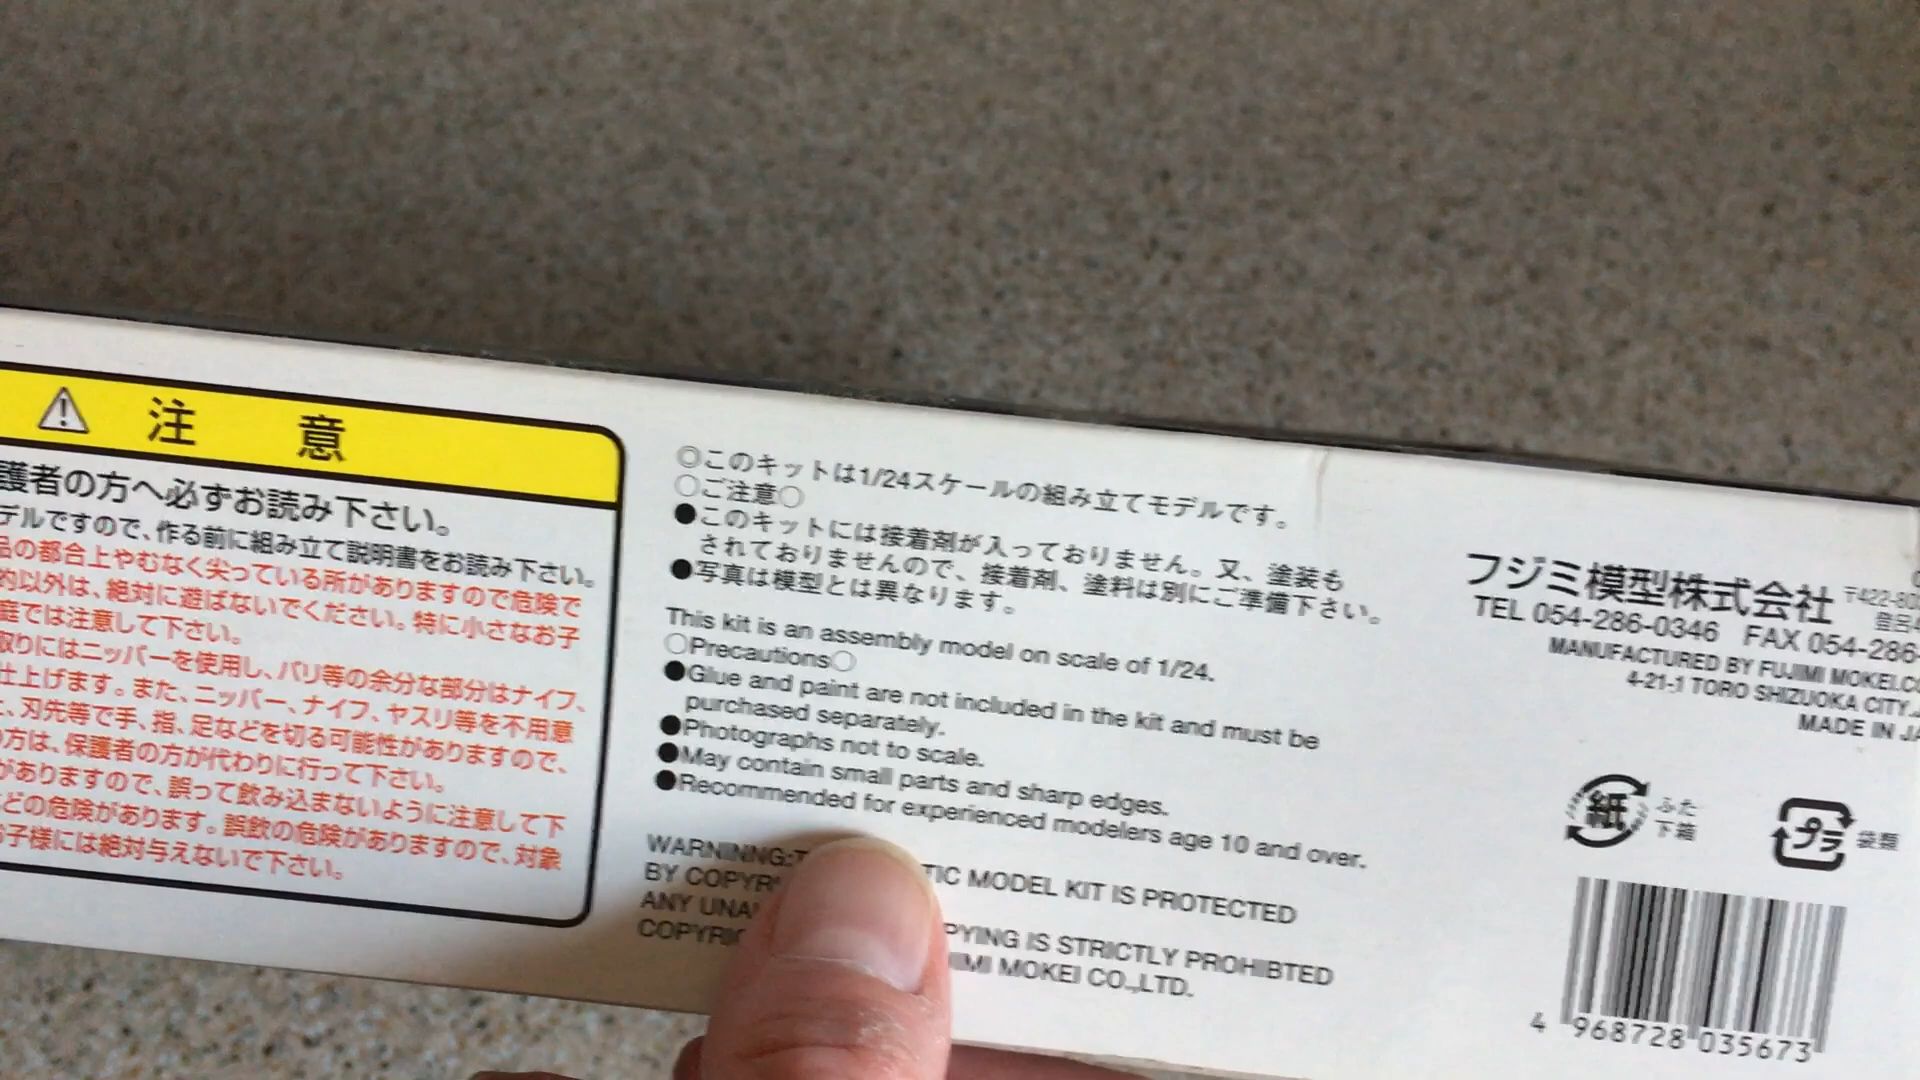 注 意
護者の方へ必ずお読み下さい。
デルですので、作る前に組み立て説明書をお読み下さい。
品の都合上やむなく尖っている所がありますので危険で
的以外は、絶対に遊ばないでください。特に小さなお子
庭では注意して下さい。
取りにはニッパーを使用し、バリ等の余分な部分はナイフ、
仕上げます。また、ニッパー、ナイフ、ヤスリ等を不用意
と、刃先等で手、指、足などを切る可能性がありますので、
の方は、保護者の方が代わりに行って下さい。
がありますので、誤って飲み込まないように注意して下
などの危険があります。誤飲の危険がありますので、対象
お子様には絶対与えないで下さい。
◎このキットは1/24スケールの組み立てモデルです。
○ご注意○
●このキットには接着剤が入っておりません。又、塗装も
されておりませんので、接着剤、塗料は別にご準備下さい。
●写真は模型とは異なります。
This kit is an assembly model on scale of 1/24.
○Precautions○
●Glue and paint are not included in the kit and must be
purchased separately.
●Photographs not to scale.
●May contain small parts and sharp edges.
●Recommended for experienced modelers age 10 and over.
WARNINNG: TIC MODEL KIT IS PROTECTED
BY COPYR
ANY UNA PYING IS STRICTLY PROHIBTED
COPYRIG IMI MOKEI CO.,LTD.
フジミ模型株式会社 〒422-80
登呂4
TEL 054-286-0346 FAX 054-286-
MANUFACTURED BY FUJIMI MOKEI.CO
4-21-1 TORO SHIZUOKA CITY.
MADE IN JA
紙 ふた
下箱
プラ 袋類
4 968728 035673